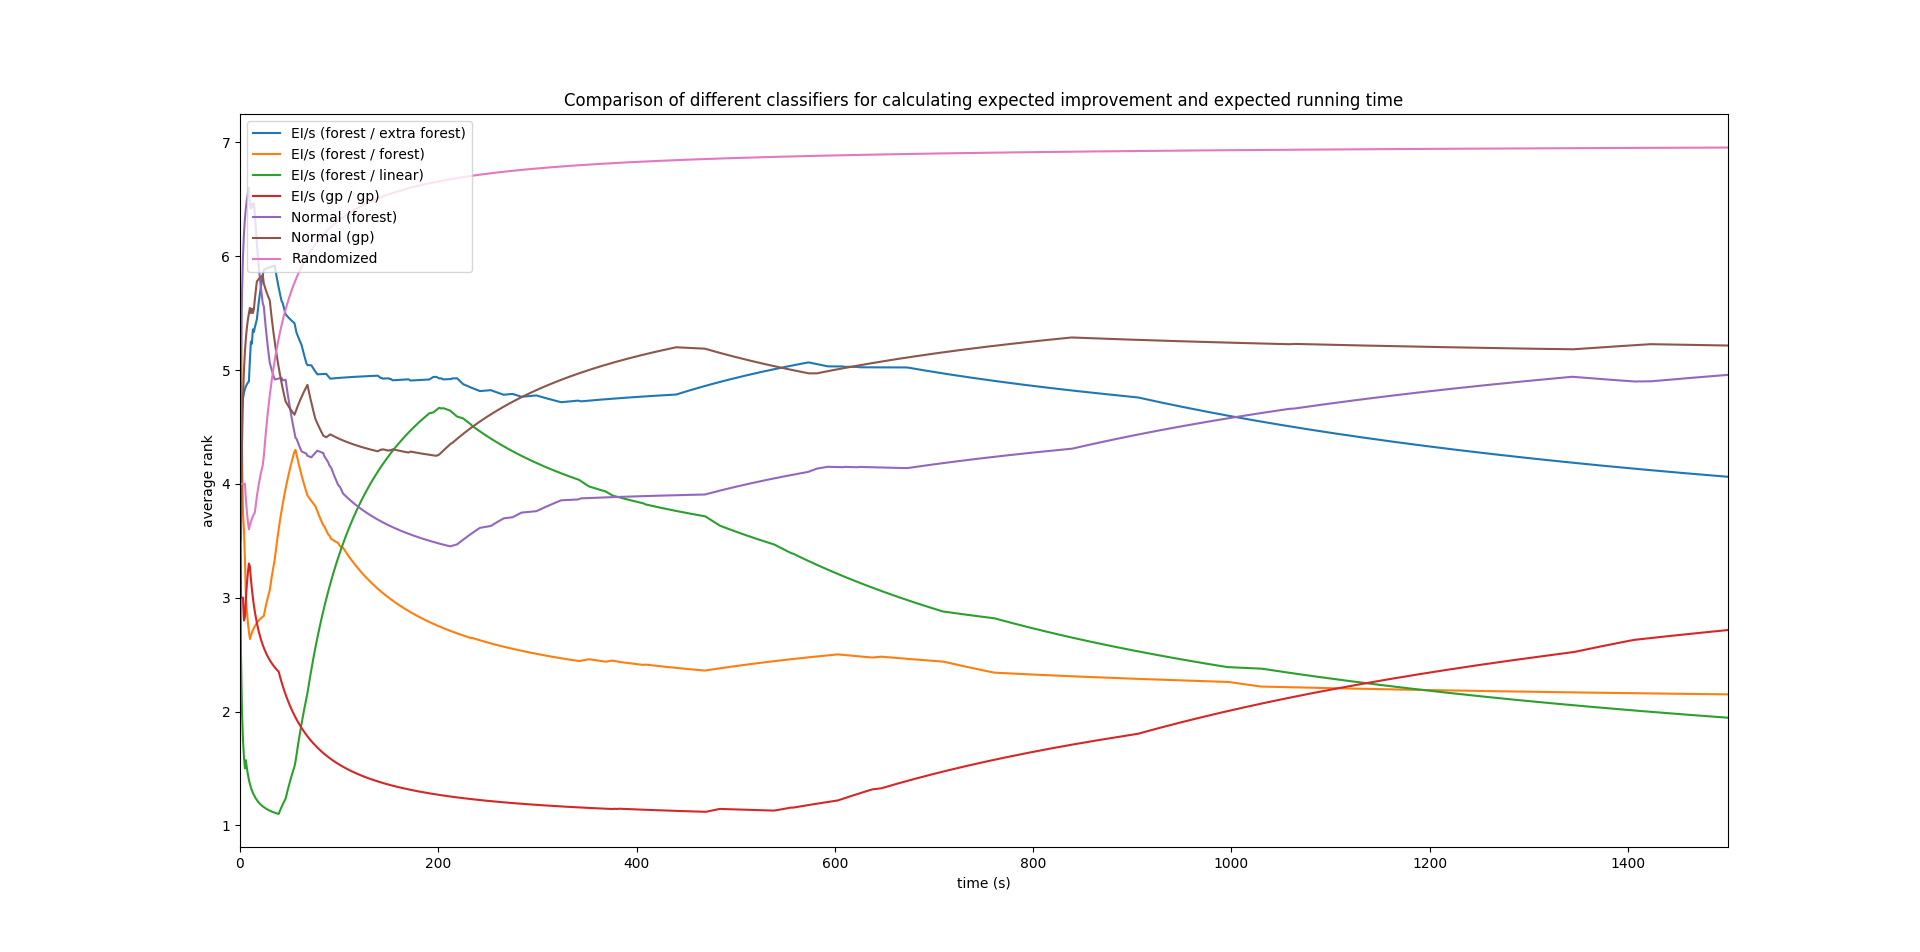 Comparison of different classifiers for calculating expected improvement and expected running time
EI/s (forest / extra forest)
EI/s (forest / forest)
EI/s (forest / linear)
EI/s (gp / gp)
Normal (forest)
Normal (gp)
Randomized
7
6
5
4
3
2
1
average rank
0 200 400 600 800 1000 1200 1400
time (s)